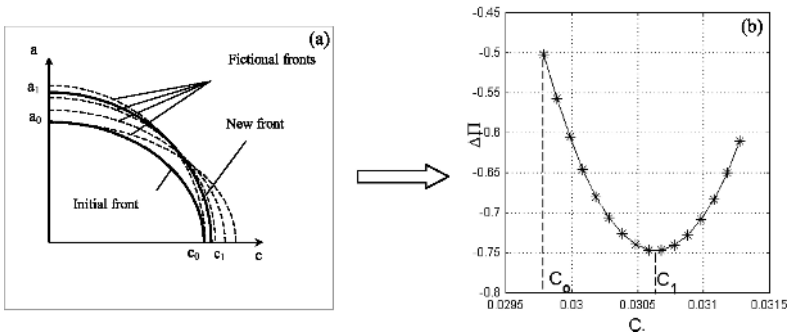 (a)
a
Fictional fronts
a₁
a₀
New front
Initial front
c₀
c₁
c
(b)
-0.45
-0.5
-0.55
-0.6
-0.65
-0.7
-0.75
-0.8
ΔΠ
C₀
C₁
0.0295
0.03
0.0305
0.031
0.0315
C.